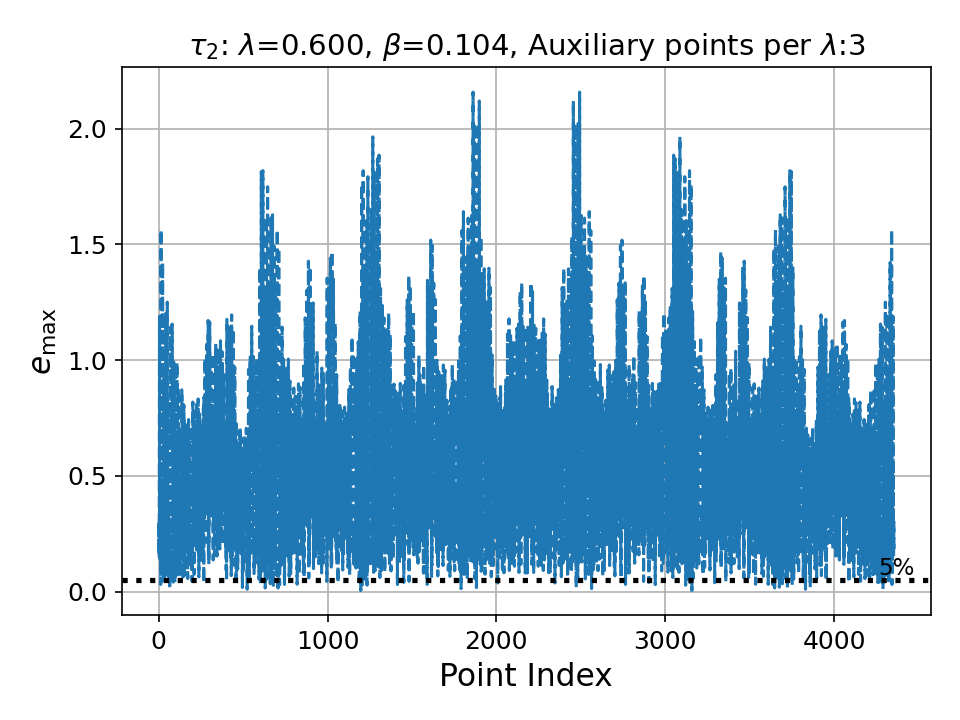 τ₂: λ=0.600, β=0.104, Auxiliary points per λ:3
2.0
1.5
1.0
0.5
0.0
e_max
5%
0 1000 2000 3000 4000
Point Index